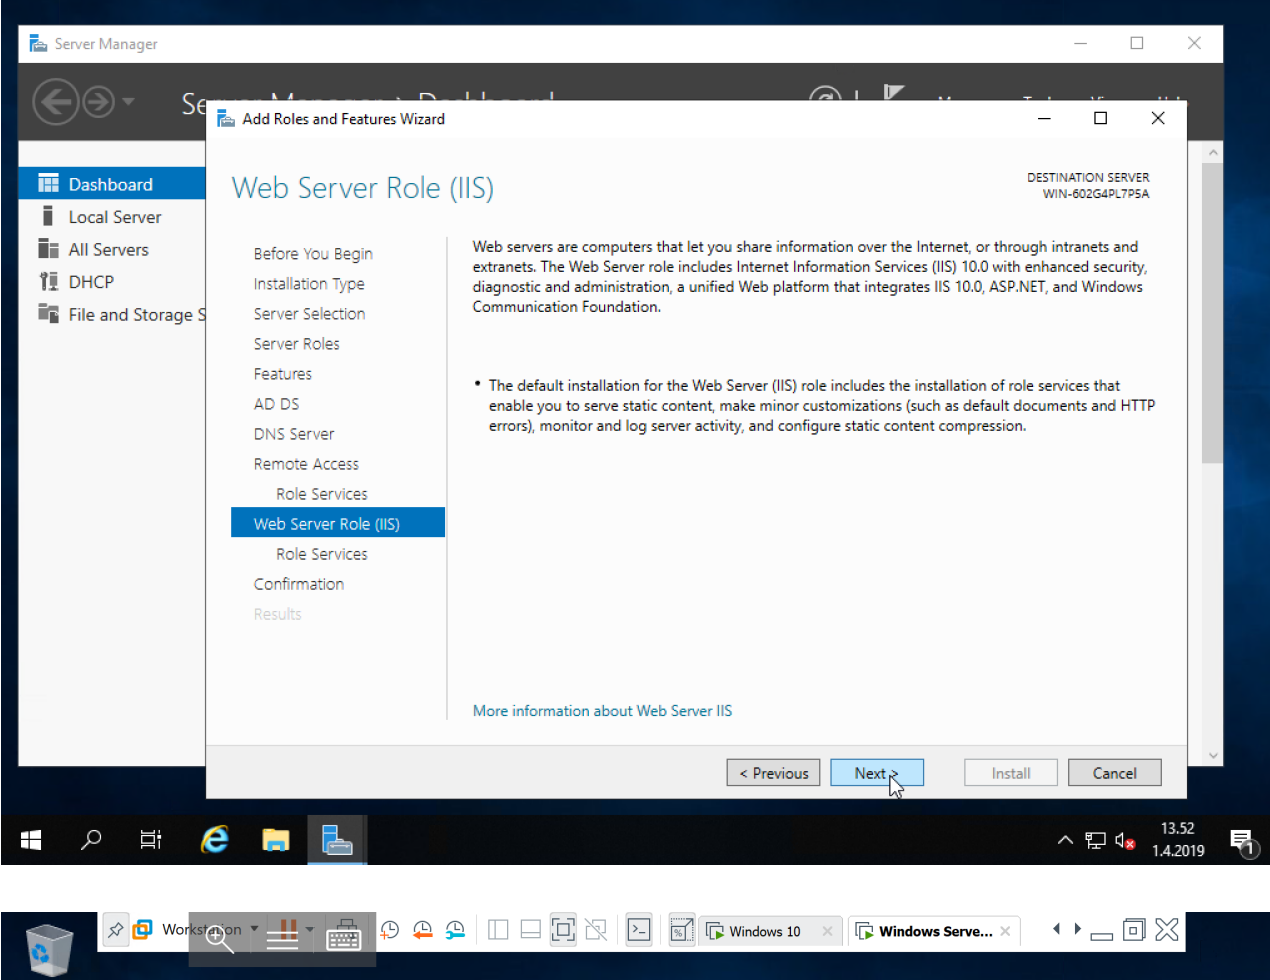 Server Manager
Add Roles and Features Wizard
Dashboard
Local Server
All Servers
DHCP
File and Storage S
Web Server Role (IIS)
DESTINATION SERVER
WIN-602G4PL7P5A
Before You Begin
Installation Type
Server Selection
Server Roles
Features
AD DS
DNS Server
Remote Access
Role Services
Web Server Role (IIS)
Role Services
Confirmation
Results
Web servers are computers that let you share information over the Internet, or through intranets and
extranets. The Web Server role includes Internet Information Services (IIS) 10.0 with enhanced security,
diagnostic and administration, a unified Web platform that integrates IIS 10.0, ASP.NET, and Windows
Communication Foundation.
• The default installation for the Web Server (IIS) role includes the installation of role services that
enable you to serve static content, make minor customizations (such as default documents and HTTP
errors), monitor and log server activity, and configure static content compression.
More information about Web Server IIS
< Previous
Next >
Install
Cancel
13.52
1.4.2019
1
Workstation
Windows 10
Windows Serve...